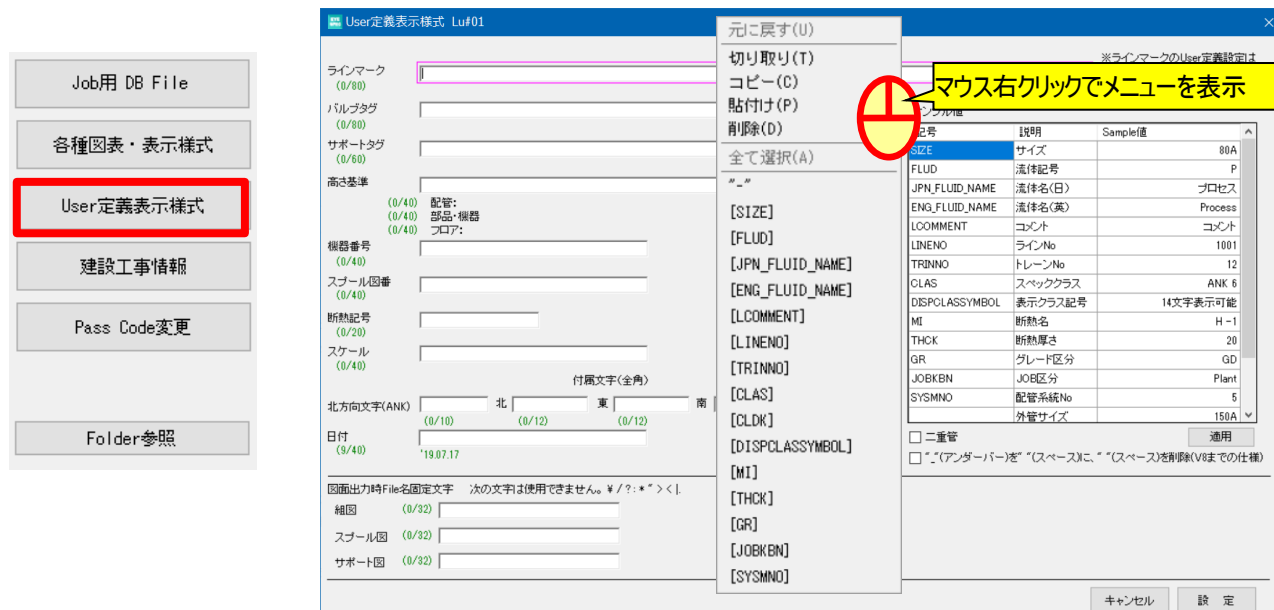 Job用 DB File
各種図表・表示様式
User定義表示様式
建設工事情報
Pass Code変更
Folder参照
User定義表示様式 Lu#01
※ラインマークのUser定義設定は
ラインマーク
(0/80)
バルブタグ
(0/80)
サポートタグ
(0/60)
高さ基準
(0/40) 配管:
(0/40) 部品・機器
(0/40) フロア:
機器番号
(0/40)
スプール図番
(0/40)
断熱記号
(0/20)
スケール
(0/40)
付属文字(全角)
北方向文字(ANK) 北 東 南
(0/10) (0/12) (0/12)
日付
(9/40) '19.07.17
図面出力時File名固定文字 次の文字は使用できません。¥ / ? : * " > < |.
組図 (0/32)
スプール図 (0/32)
サポート図 (0/32)
元に戻す(U)
切り取り(T)
コピー(C)
貼付け(P)
削除(D)
全て選択(A)
"_"
[SIZE]
[FLUD]
[JPN_FLUID_NAME]
[ENG_FLUID_NAME]
[LCOMMENT]
[LINENO]
[TRINNO]
[CLAS]
[CLDK]
[DISPCLASSYMBOL]
[MI]
[THCK]
[GR]
[JOBKBN]
[SYSMNO]
マウス右クリックでメニューを表示
ンプル値
記号 説明 Sample値
SIZE サイズ 80A
FLUD 流体記号 P
JPN_FLUID_NAME 流体名(日) プロセス
ENG_FLUID_NAME 流体名(英) Process
LCOMMENT コメント コメント
LINENO ラインNo 1001
TRINNO トレーンNo 12
CLAS スペッククラス ANK 6
DISPCLASSYMBOL 表示クラス記号 14文字表示可能
MI 断熱名 H -1
THCK 断熱厚さ 20
GR グレード区分 GD
JOBKBN JOB区分 Plant
SYSMNO 配管系統No 5
外管サイズ 150A
二重管 適用
"_"(アンダーバー)を" "(スペース)に、" "(スペース)を削除(V8までの仕様)
キャンセル 設 定